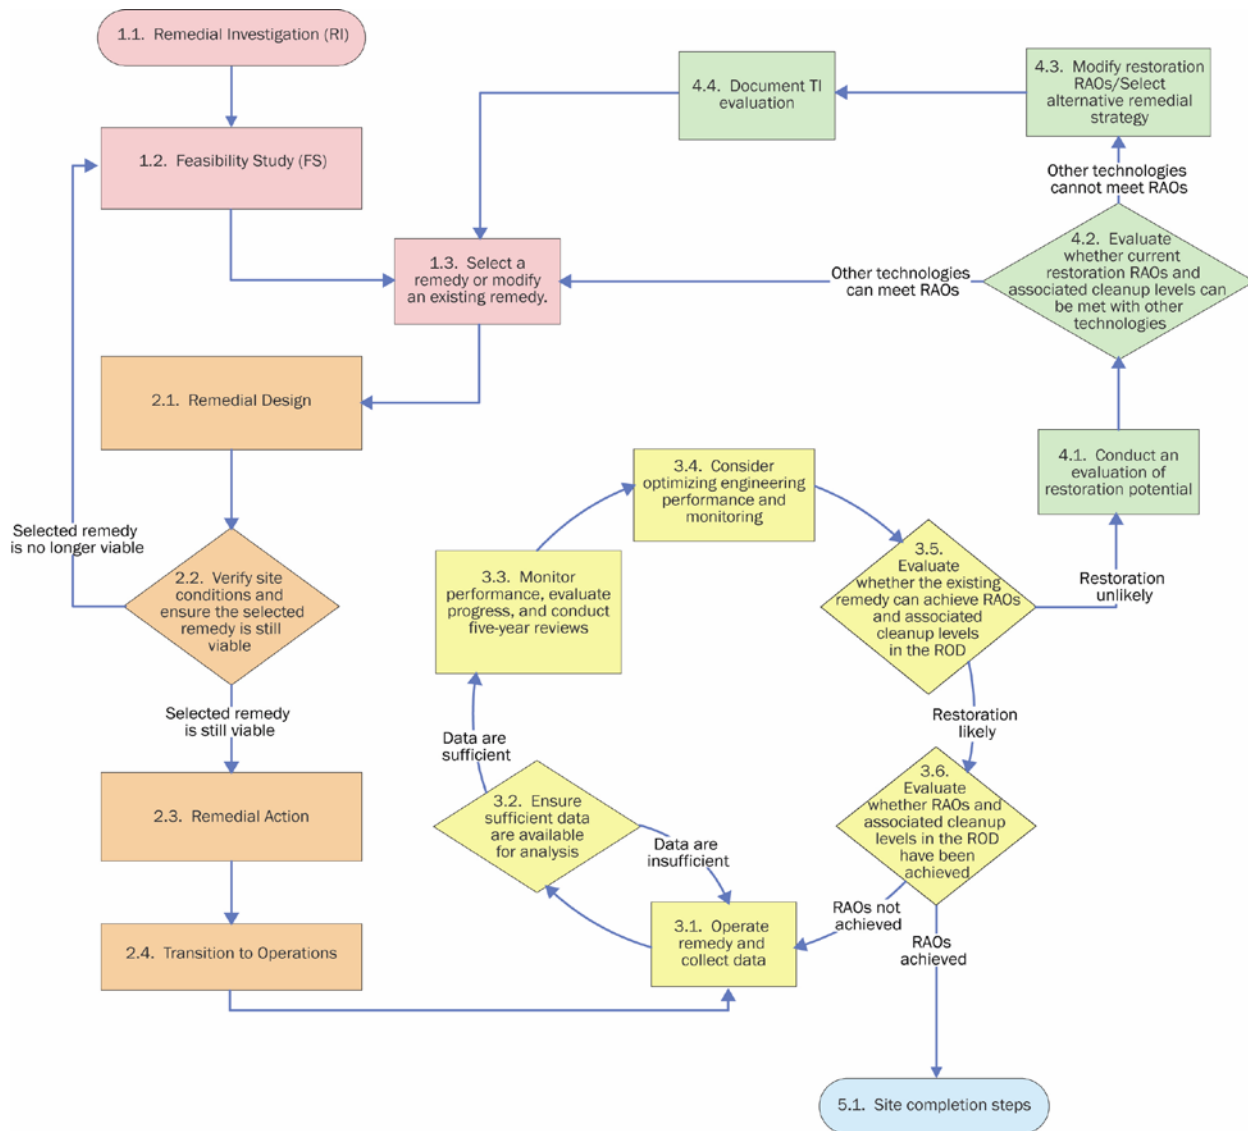 1.1. Remedial Investigation (RI)
4.4. Document TI
evaluation
4.3. Modify restoration
RAOs/Select
alternative remedial
strategy
1.2. Feasibility Study (FS)
Other technologies
cannot meet RAOs
1.3. Select a
remedy or modify
an existing remedy.
Other technologies
can meet RAOs
4.2. Evaluate
whether current
restoration RAOs and
associated cleanup levels can
be met with other
technologies
2.1. Remedial Design
3.4. Consider
optimizing engineering
performance and
monitoring
4.1. Conduct an
evaluation of
restoration potential
Selected remedy
is no longer viable
2.2. Verify site
conditions and
ensure the selected
remedy is still
viable
3.3. Monitor
performance, evaluate
progress, and conduct
five-year reviews
3.5.
Evaluate
whether the existing
remedy can achieve RAOs
and associated
cleanup levels
in the ROD
Restoration
unlikely
Selected remedy
is still viable
Data are
sufficient
Restoration
likely
2.3. Remedial Action
3.2. Ensure
sufficient data
are available
for analysis
Data are
insufficient
3.6.
Evaluate
whether RAOs and
associated cleanup
levels in the ROD
have been
achieved
2.4. Transition to Operations
3.1. Operate
remedy and
collect data
RAOs not
achieved
RAOs
achieved
5.1. Site completion steps